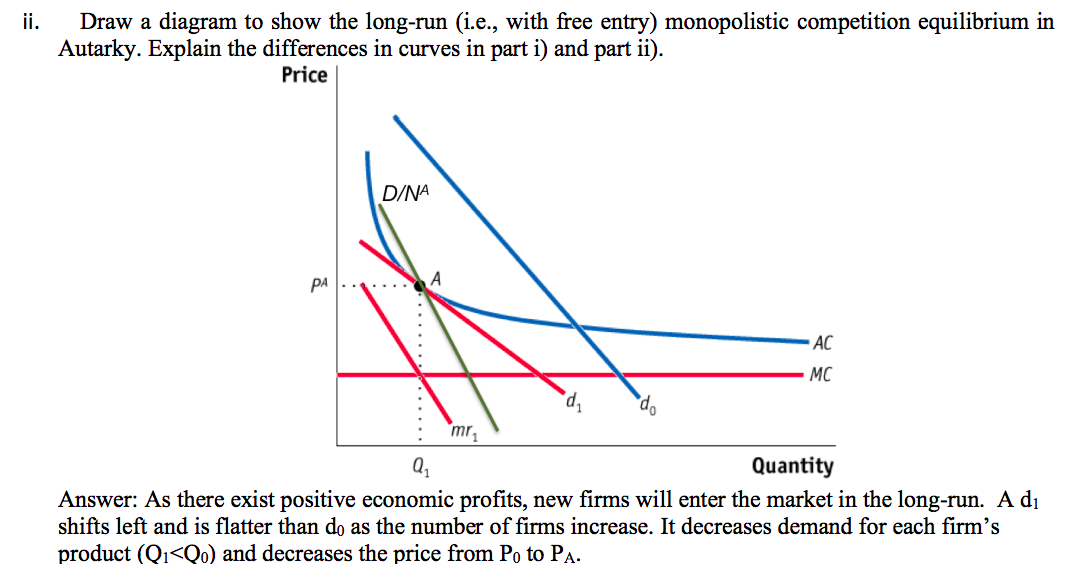 ii. Draw a diagram to show the long-run (i.e., with free entry) monopolistic competition equilibrium in
Autarky. Explain the differences in curves in part i) and part ii).
Price
D/Nᴬ
A
pᴬ
AC
MC
d₁
d₀
mr₁
Q₁
Quantity
Answer: As there exist positive economic profits, new firms will enter the market in the long-run. A d₁
shifts left and is flatter than d₀ as the number of firms increase. It decreases demand for each firm’s
product (Q₁<Q₀) and decreases the price from P₀ to Pᴀ.